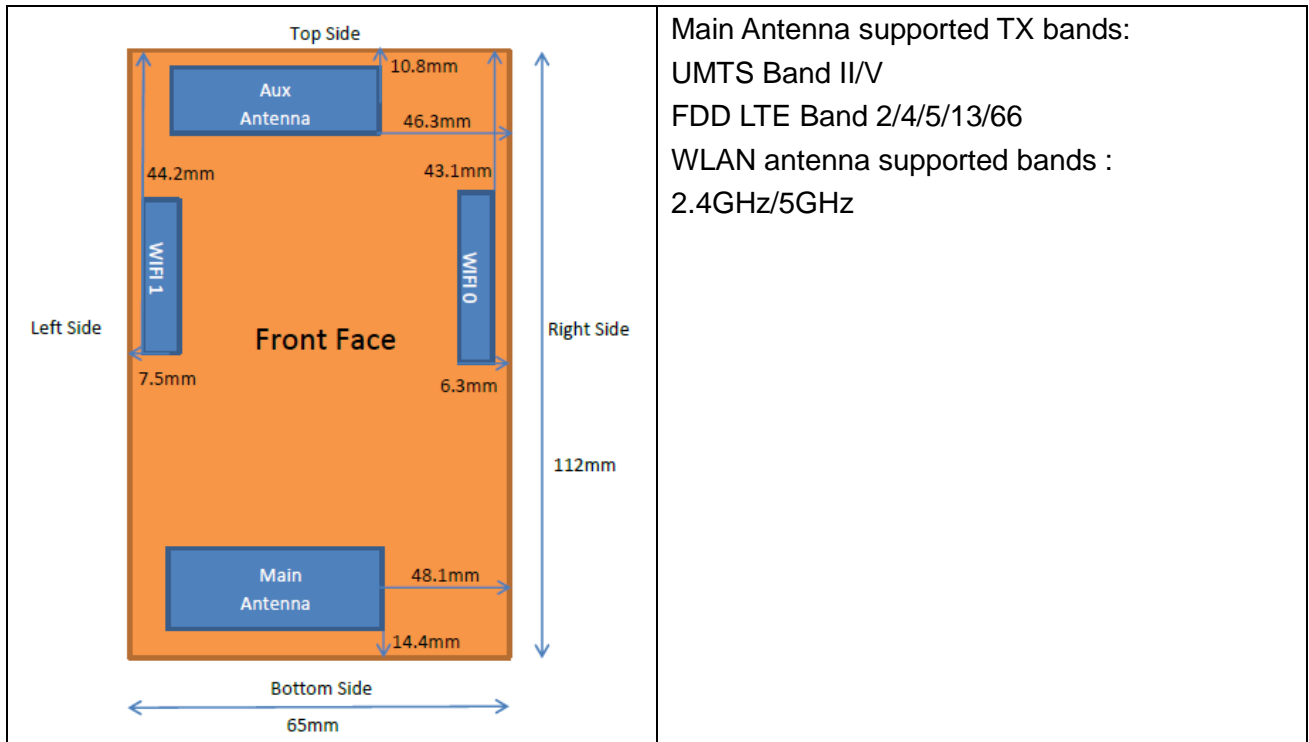 Top Side
10.8mm
Aux
Antenna
46.3mm
44.2mm
43.1mm
WIFI 1
WIFI 0
Left Side
Front Face
Right Side
7.5mm
6.3mm
112mm
Main
Antenna
48.1mm
14.4mm
Bottom Side
65mm
Main Antenna supported TX bands:
UMTS Band II/V
FDD LTE Band 2/4/5/13/66
WLAN antenna supported bands :
2.4GHz/5GHz